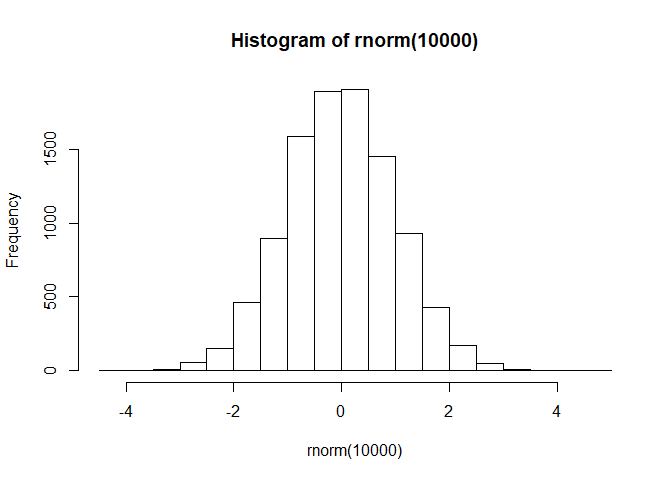 Histogram of rnorm(10000)
Frequency
1500
1000
500
0
-4 -2 0 2 4
rnorm(10000)